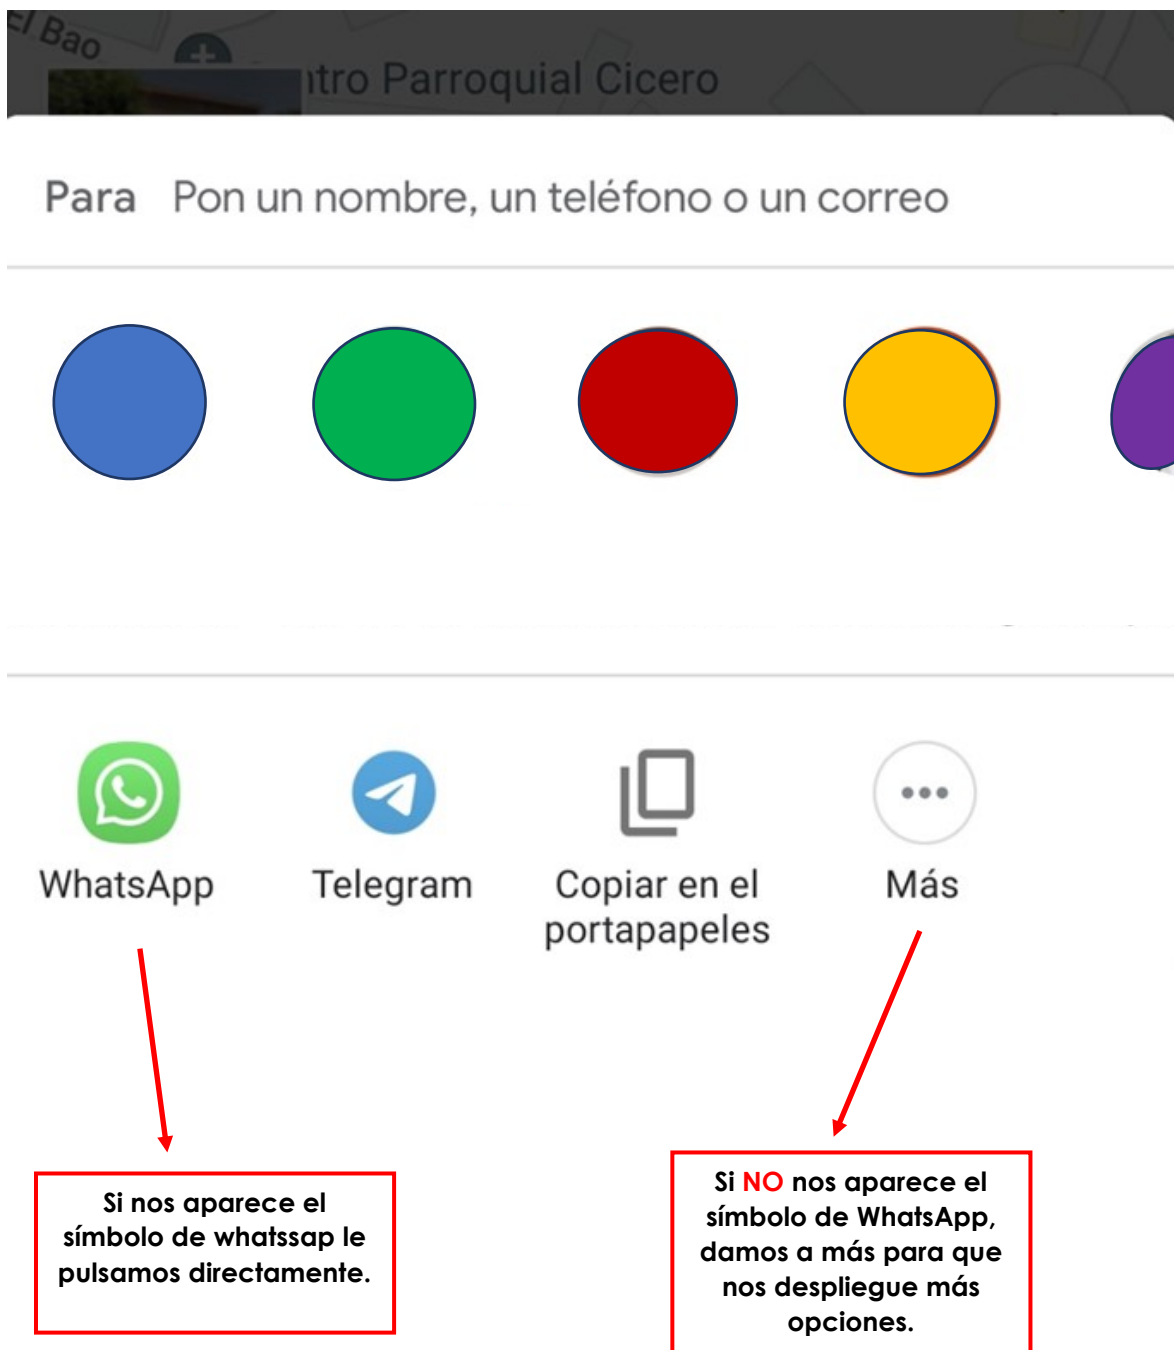 El Bao
ntro Parroquial Cicero
Para Pon un nombre, un teléfono o un correo
WhatsApp Telegram Copiar en el portapapeles Más
Si nos aparece el
símbolo de whatssap le
pulsamos directamente.
Si NO nos aparece el
símbolo de WhatsApp,
damos a más para que
nos despliegue más
opciones.